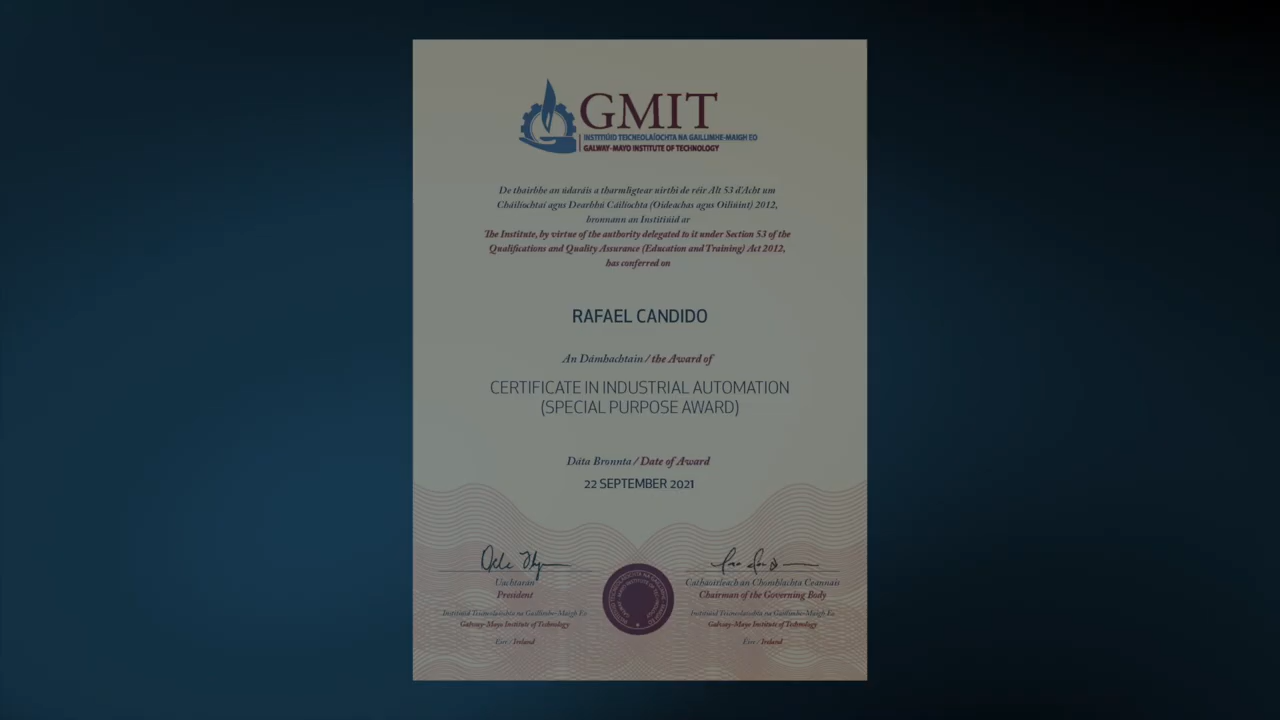 GMIT
INSTITIÚID TEICNEOLAÍOCHTA NA GAILLIMHE-MAIGH EO
GALWAY-MAYO INSTITUTE OF TECHNOLOGY
De thairbhe an údaráis a tharmligtear uirthi de réir Alt 53 d'Acht um
Cháilíochtaí agus Dearbhú Cáilíochta (Oideachas agus Oiliúint) 2012,
bronnann an Institiúid ar
The Institute, by virtue of the authority delegated to it under Section 53 of the
Qualifications and Quality Assurance (Education and Training) Act 2012,
has conferred on
RAFAEL CANDIDO
An Dámhachtain / the Award of
CERTIFICATE IN INDUSTRIAL AUTOMATION
(SPECIAL PURPOSE AWARD)
Dáta Bronnta / Date of Award
22 SEPTEMBER 2021
Uachtarán
President
Institiúid Teicneolaíochta na Gaillimhe-Maigh Eo
Galway-Mayo Institute of Technology
Éire / Ireland
Cathaoirleach an Chomhlachta Ceannais
Chairman of the Governing Body
Institiúid Teicneolaíochta na Gaillimhe-Maigh Eo
Galway-Mayo Institute of Technology
Éire / Ireland